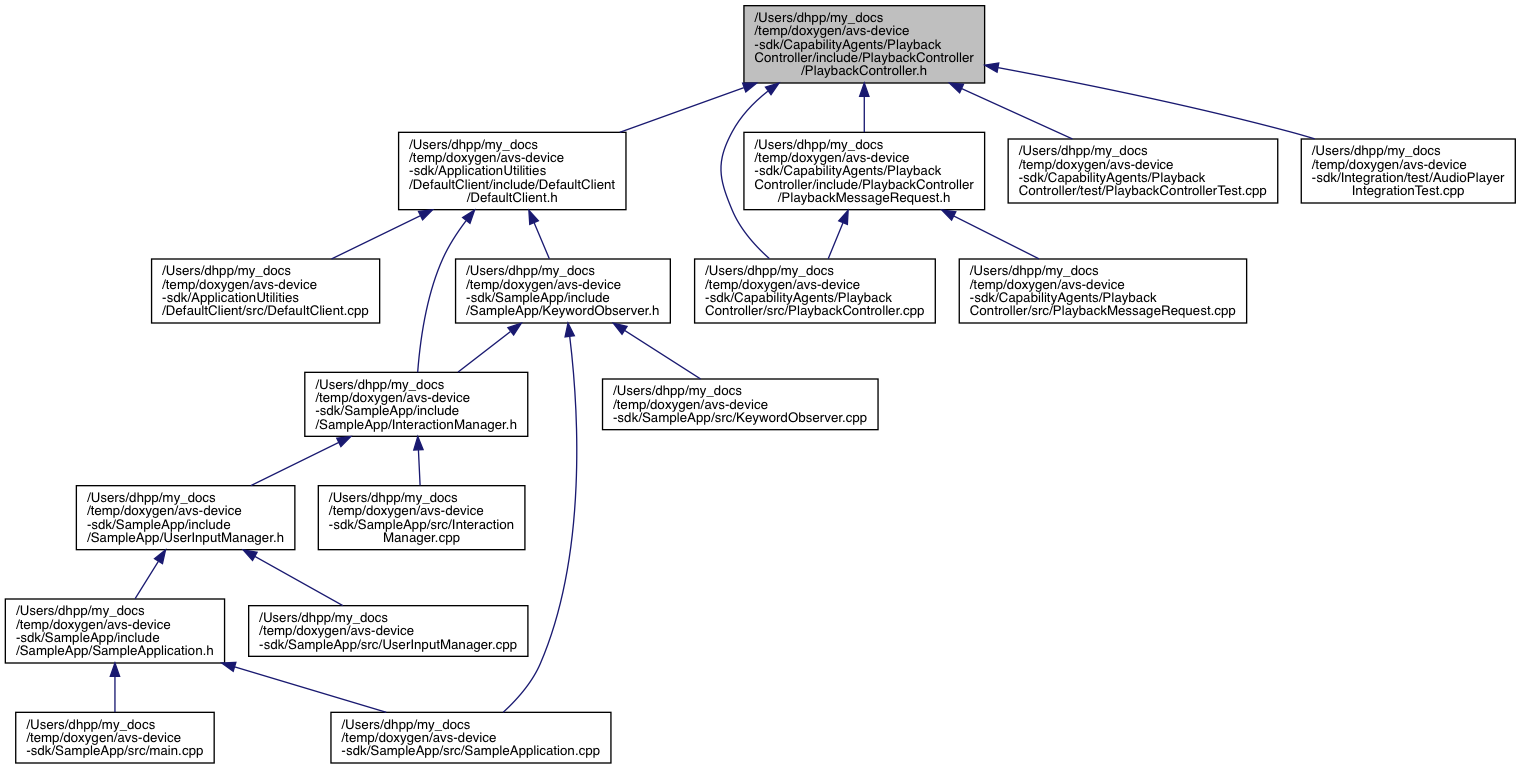 /Users/dhpp/my_docs
/temp/doxygen/avs-device
-sdk/CapabilityAgents/Playback
Controller/include/PlaybackController
/PlaybackController.h
/Users/dhpp/my_docs
/temp/doxygen/avs-device
-sdk/ApplicationUtilities
/DefaultClient/include/DefaultClient
/DefaultClient.h
/Users/dhpp/my_docs
/temp/doxygen/avs-device
-sdk/CapabilityAgents/Playback
Controller/include/PlaybackController
/PlaybackMessageRequest.h
/Users/dhpp/my_docs
/temp/doxygen/avs-device
-sdk/CapabilityAgents/Playback
Controller/test/PlaybackControllerTest.cpp
/Users/dhpp/my_docs
/temp/doxygen/avs-device
-sdk/Integration/test/AudioPlayer
IntegrationTest.cpp
/Users/dhpp/my_docs
/temp/doxygen/avs-device
-sdk/ApplicationUtilities
/DefaultClient/src/DefaultClient.cpp
/Users/dhpp/my_docs
/temp/doxygen/avs-device
-sdk/SampleApp/include
/SampleApp/KeywordObserver.h
/Users/dhpp/my_docs
/temp/doxygen/avs-device
-sdk/CapabilityAgents/Playback
Controller/src/PlaybackController.cpp
/Users/dhpp/my_docs
/temp/doxygen/avs-device
-sdk/CapabilityAgents/Playback
Controller/src/PlaybackMessageRequest.cpp
/Users/dhpp/my_docs
/temp/doxygen/avs-device
-sdk/SampleApp/include
/SampleApp/InteractionManager.h
/Users/dhpp/my_docs
/temp/doxygen/avs-device
-sdk/SampleApp/src/KeywordObserver.cpp
/Users/dhpp/my_docs
/temp/doxygen/avs-device
-sdk/SampleApp/include
/SampleApp/UserInputManager.h
/Users/dhpp/my_docs
/temp/doxygen/avs-device
-sdk/SampleApp/src/Interaction
Manager.cpp
/Users/dhpp/my_docs
/temp/doxygen/avs-device
-sdk/SampleApp/include
/SampleApp/SampleApplication.h
/Users/dhpp/my_docs
/temp/doxygen/avs-device
-sdk/SampleApp/src/UserInputManager.cpp
/Users/dhpp/my_docs
/temp/doxygen/avs-device
-sdk/SampleApp/src/main.cpp
/Users/dhpp/my_docs
/temp/doxygen/avs-device
-sdk/SampleApp/src/SampleApplication.cpp